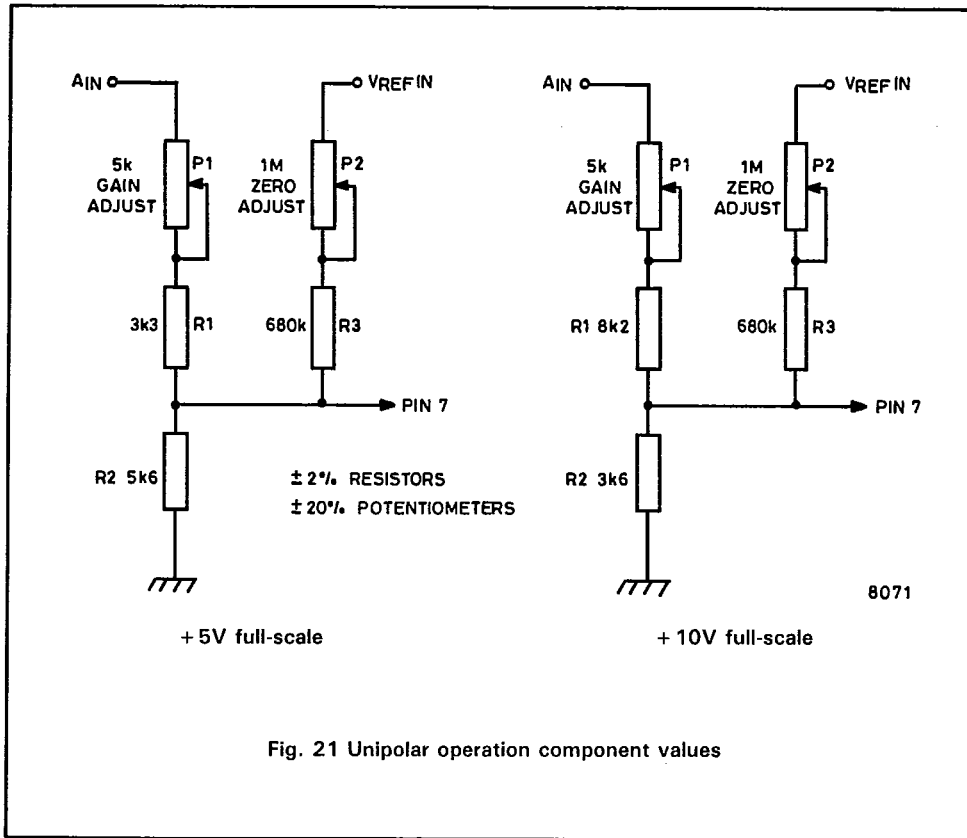 AIN
VREF IN
5k
GAIN
ADJUST
P1
1M
ZERO
ADJUST
P2
3k3 R1
680k R3
PIN 7
R2 5k6
± 2% RESISTORS
± 20% POTENTIOMETERS
+5V full-scale
AIN
VREF IN
5k
GAIN
ADJUST
P1
1M
ZERO
ADJUST
P2
R1 8k2
680k R3
PIN 7
R2 3k6
8071
+10V full-scale
Fig. 21 Unipolar operation component values